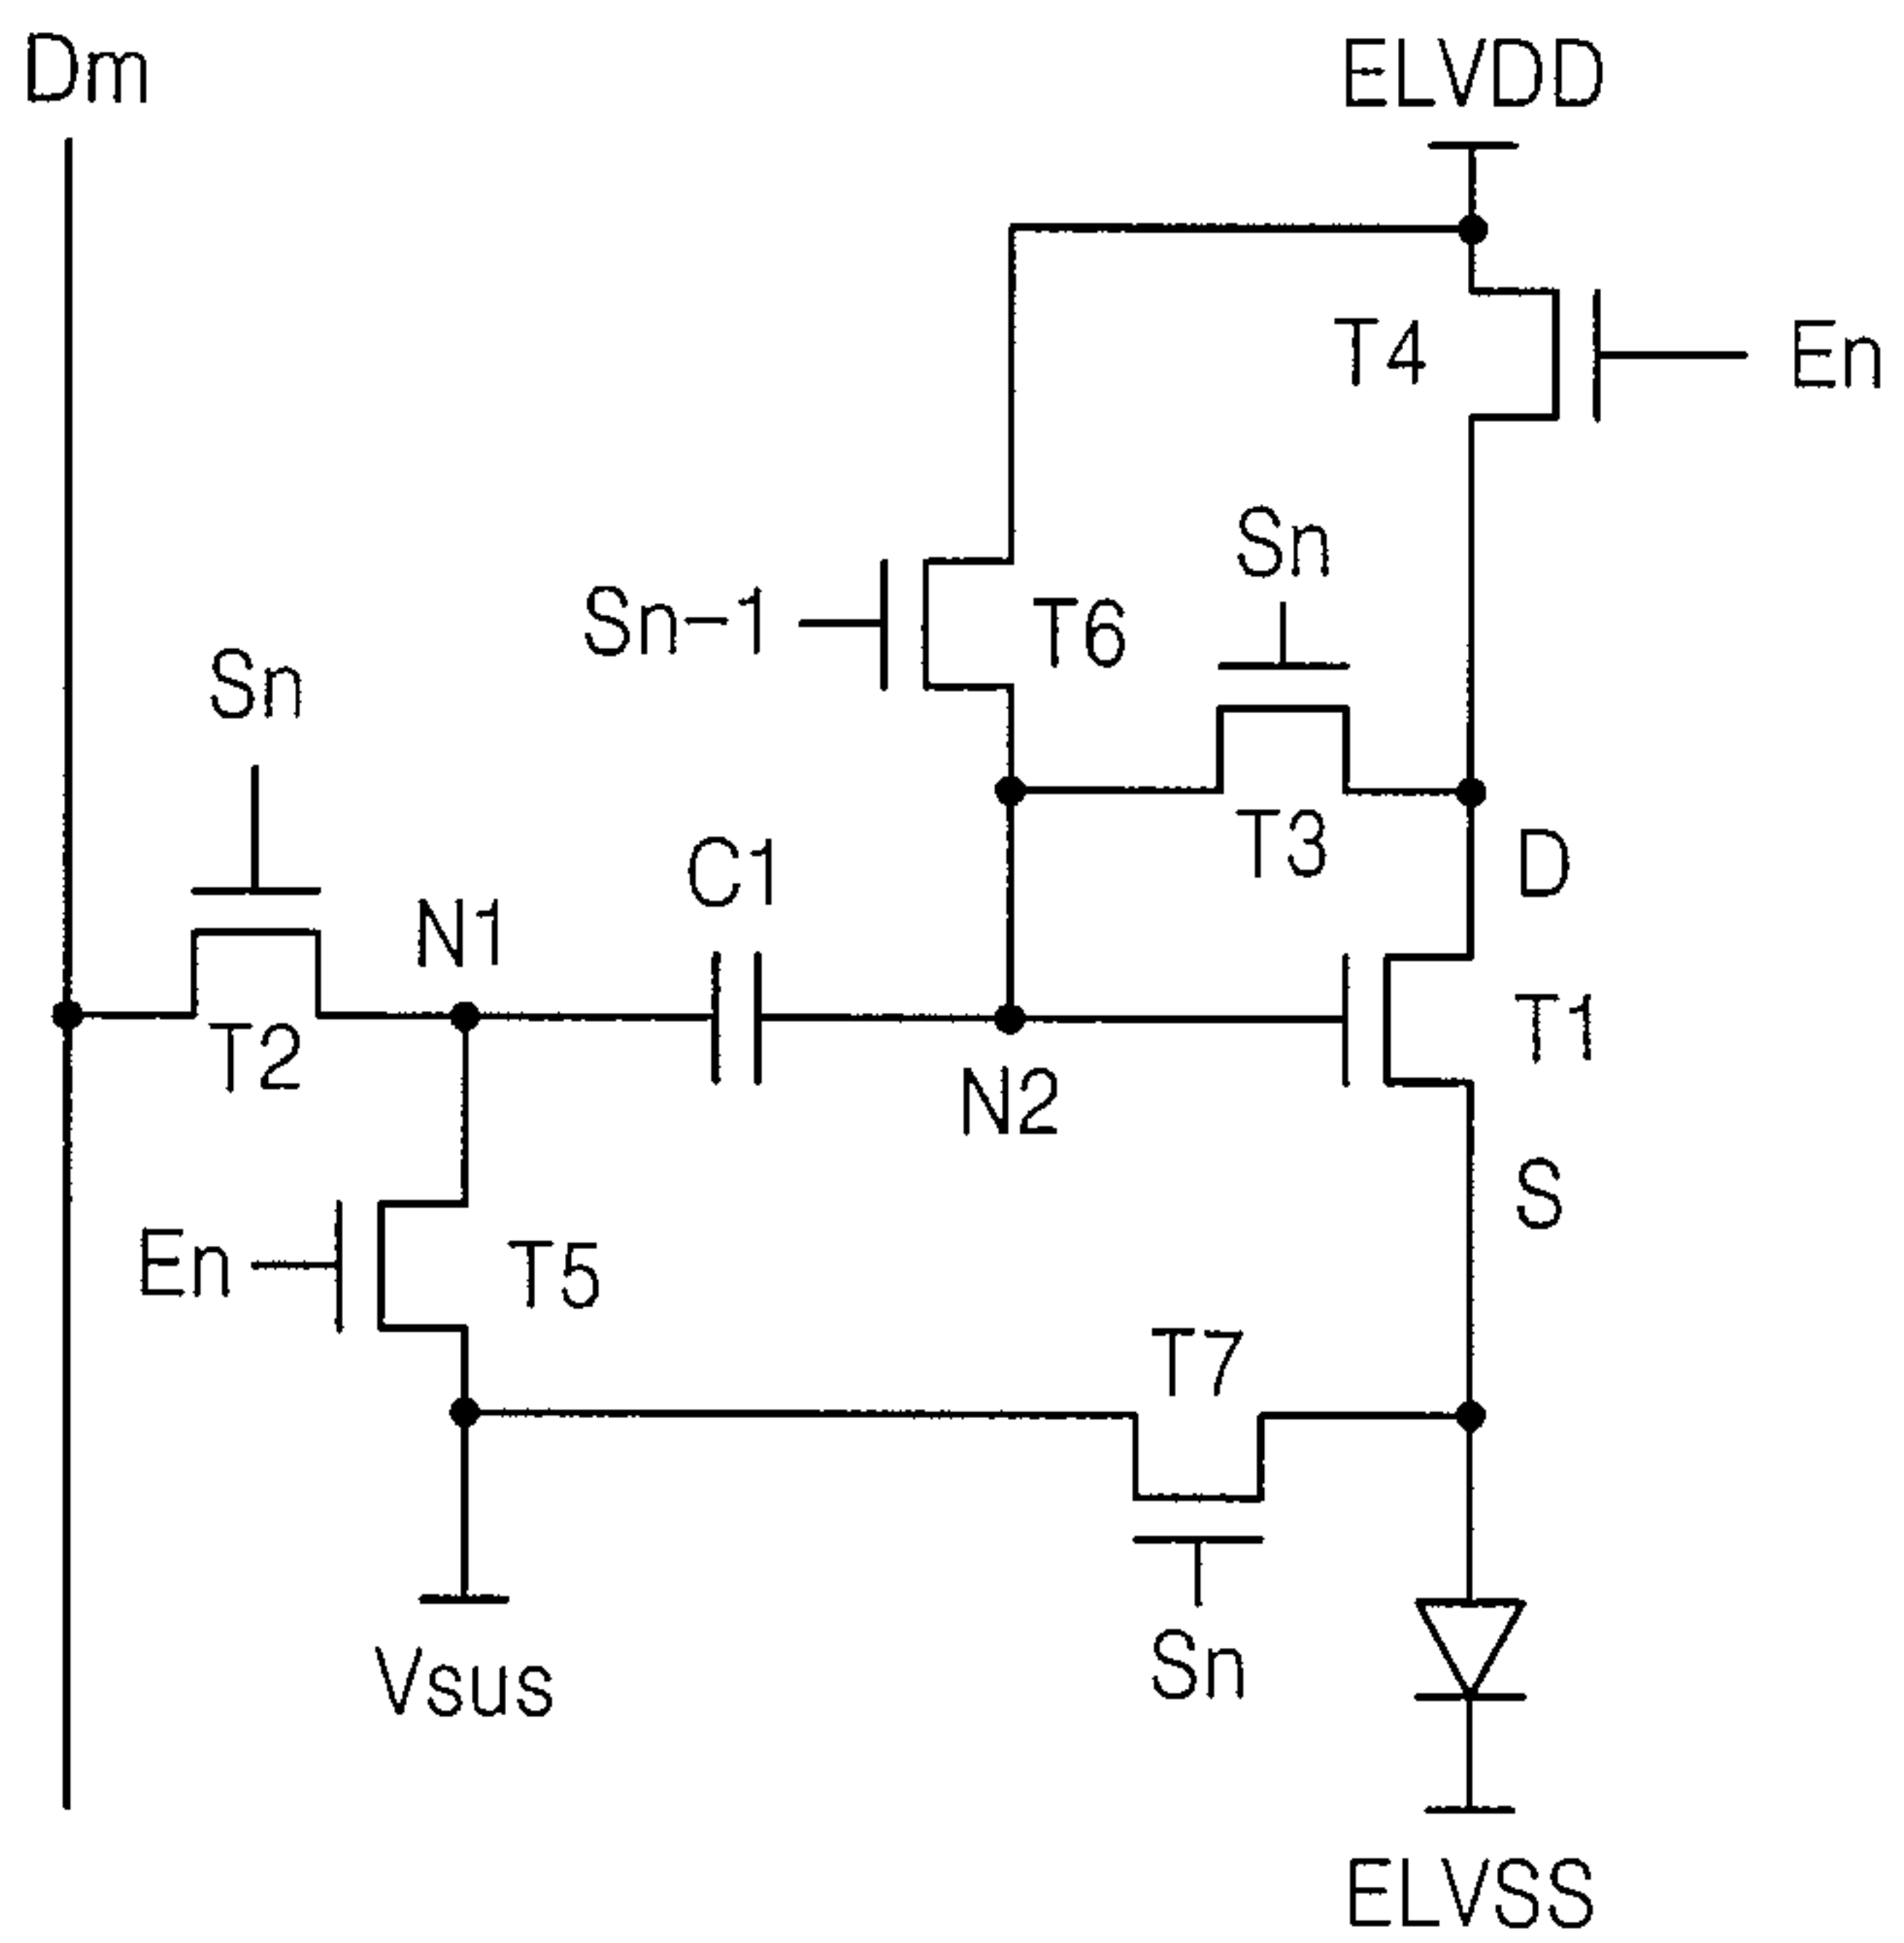 Dm
ELVDD
T4
En
Sn
Sn-1
T6
Sn
T3
C1
D
N1
T2
T1
N2
S
En
T5
T7
Vsus
Sn
ELVSS